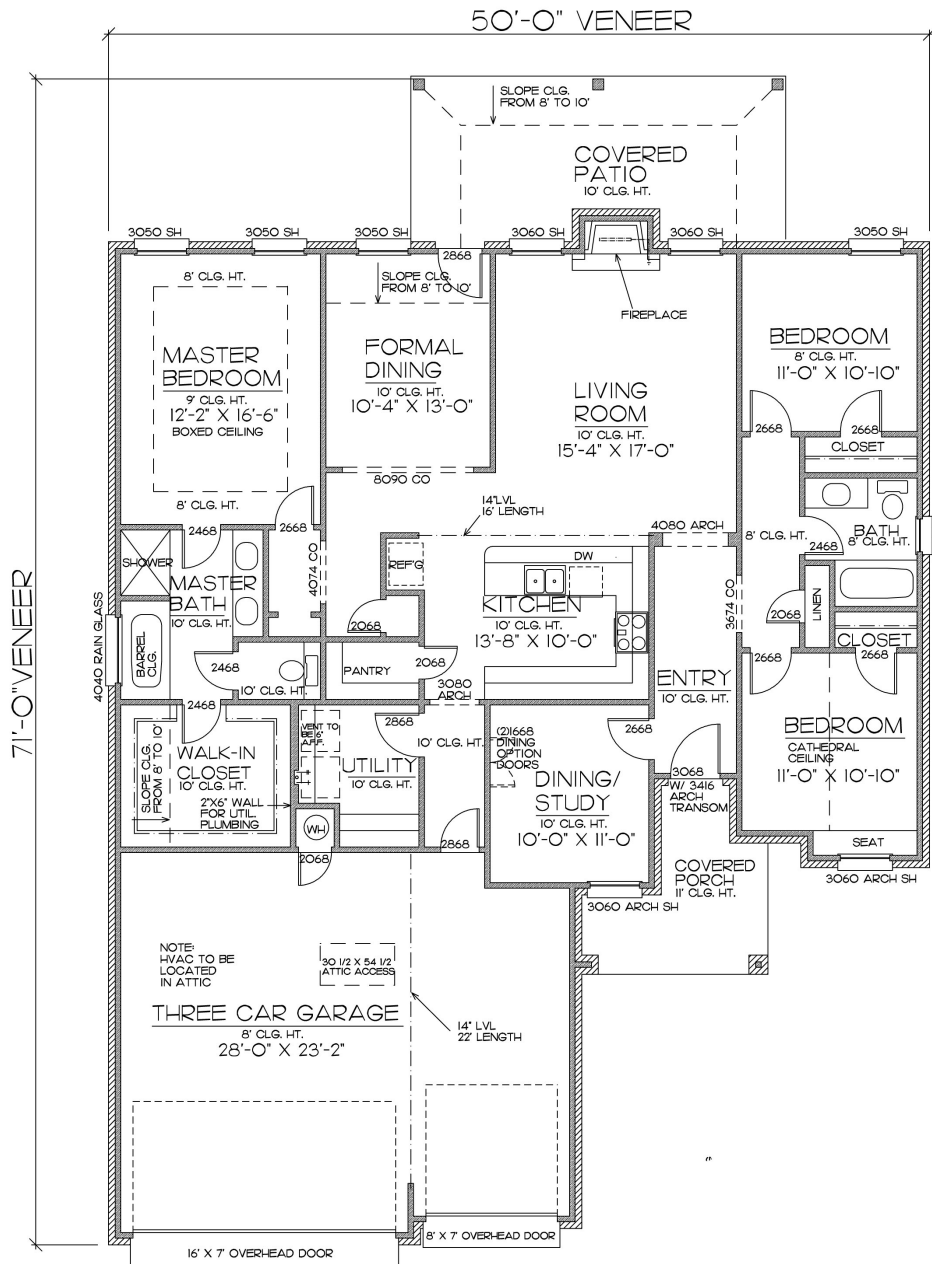 50'-0" VENEER
SLOPE CLG.
FROM 8' TO 10'
COVERED
PATIO
10' CLG. HT.
3050 SH
3050 SH
3050 SH
3060 SH
3060 SH
3050 SH
2868
8' CLG. HT.
SLOPE CLG.
FROM 8' TO 10'
FIREPLACE
MASTER
BEDROOM
9' CLG. HT.
12'-2" X 16'-6"
BOXED CEILING
8' CLG. HT.
FORMAL
DINING
10' CLG. HT.
10'-4" X 13'-0"
LIVING
ROOM
10' CLG. HT.
15'-4" X 17'-0"
BEDROOM
8' CLG. HT.
11'-0" X 10'-10"
2668
2668
CLOSET
8090 CO
14"LVL
16' LENGTH
4080 ARCH
8' CLG. HT.
2468
BATH
8' CLG. HT.
2468
2668
4074 CO
SHOWER
MASTER
BATH
10' CLG. HT.
REF'G
DW
KITCHEN
10' CLG. HT.
13'-8" X 10'-0"
3674 CO
2068
LINEN
CLOSET
2668
2668
71'-0"VENEER
4040 RAIN GLASS
BARREL
CLG.
2468
10' CLG. HT.
2068
PANTRY
2068
3080
ARCH
ENTRY
10' CLG. HT.
2468
SLOPE CLG.
FROM 8' TO 10'
WALK-IN
CLOSET
10' CLG. HT.
2"X6" WALL
FOR UTIL.
PLUMBING
VENT TO
BE 6"
A.F.F.
UTILITY
10' CLG. HT.
2868
10' CLG. HT.
(2)1668
DINING
OPTION
DOORS
2668
DINING/
STUDY
10' CLG. HT.
10'-0" X 11'-0"
3068
W/ 3416
ARCH
TRANSOM
BEDROOM
CATHEDRAL
CEILING
11'-0" X 10'-10"
SEAT
3060 ARCH SH
WH
2068
2868
COVERED
PORCH
11' CLG. HT.
3060 ARCH SH
NOTE:
HVAC TO BE
LOCATED
IN ATTIC
30 1/2 X 54 1/2
ATTIC ACCESS
THREE CAR GARAGE
8' CLG. HT.
28'-0" X 23'-2"
14" LVL
22' LENGTH
16' X 7' OVERHEAD DOOR
8' X 7' OVERHEAD DOOR